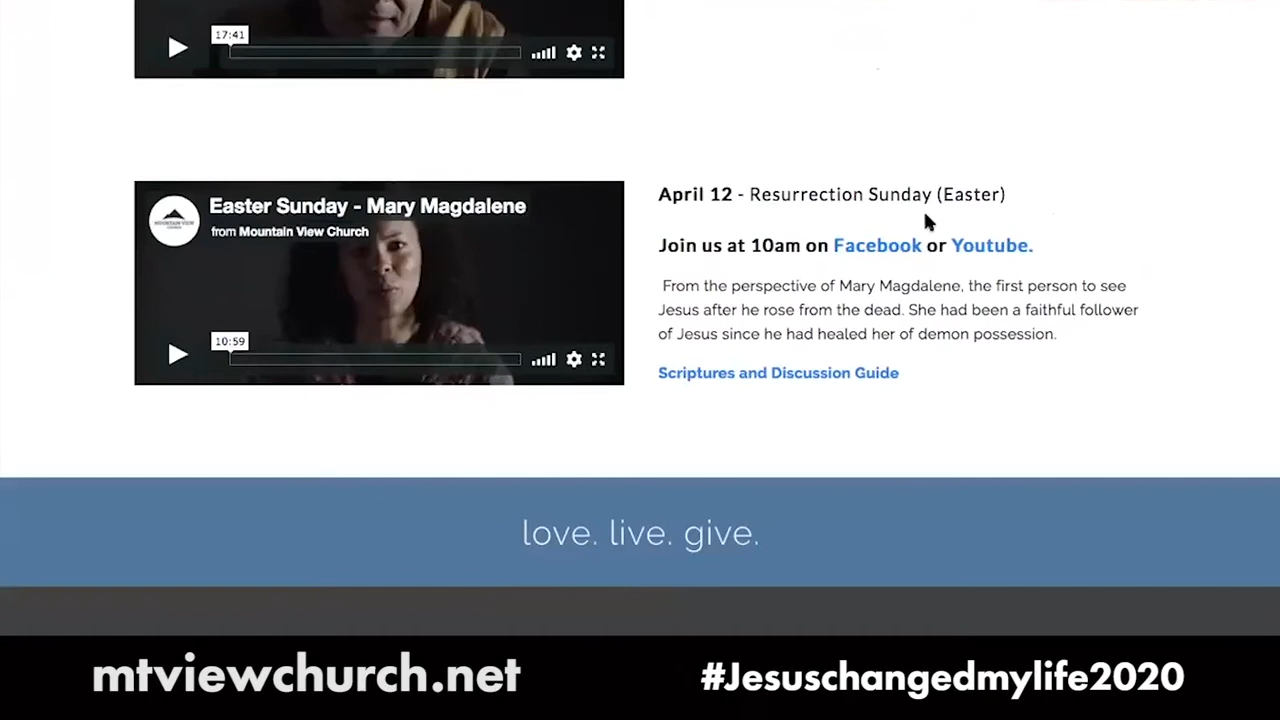 17:41
Easter Sunday - Mary Magdalene
from Mountain View Church
MOUNTAIN VIEW
CHURCH
10:59
April 12 - Resurrection Sunday (Easter)
Join us at 10am on Facebook or Youtube.
From the perspective of Mary Magdalene, the first person to see
Jesus after he rose from the dead. She had been a faithful follower
of Jesus since he had healed her of demon possession.
Scriptures and Discussion Guide
love. live. give.
mtviewchurch.net
#Jesuschangedmylife2020